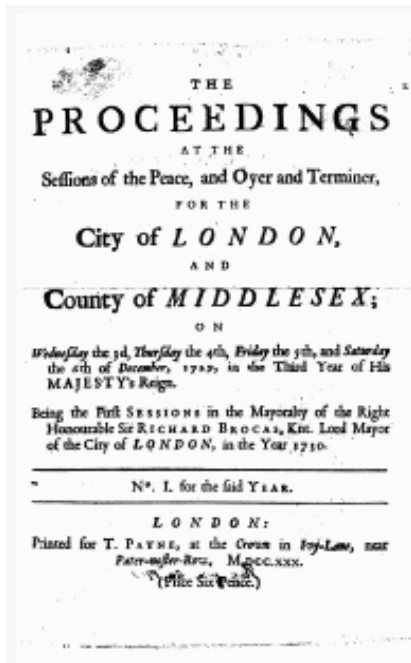 THE
PROCEEDINGS
AT THE
Seſſions of the Peace, and Oyer and Terminer,
FOR THE
City of LONDON,
AND
County of MIDDLESEX;
ON
Wedneſday the 3d, Thurſday the 4th, Friday the 5th, and Saturday
the 6th of December, in the Third Year of His
MAJESTY's Reign.
Being the Firſt SESSIONS in the Mayoralty of the Right
Honourable Sir RICHARD BROCAS, Knt. Lord Mayor
of the City of LONDON, in the Year 1730.
No. I. for the ſaid YEAR.
LONDON:
Printed for T. PAYNE, at the Crown in Ivy-Lane, near
Pater-noſter-Row, M,DCC.XXX.
(Price Six Pence.)